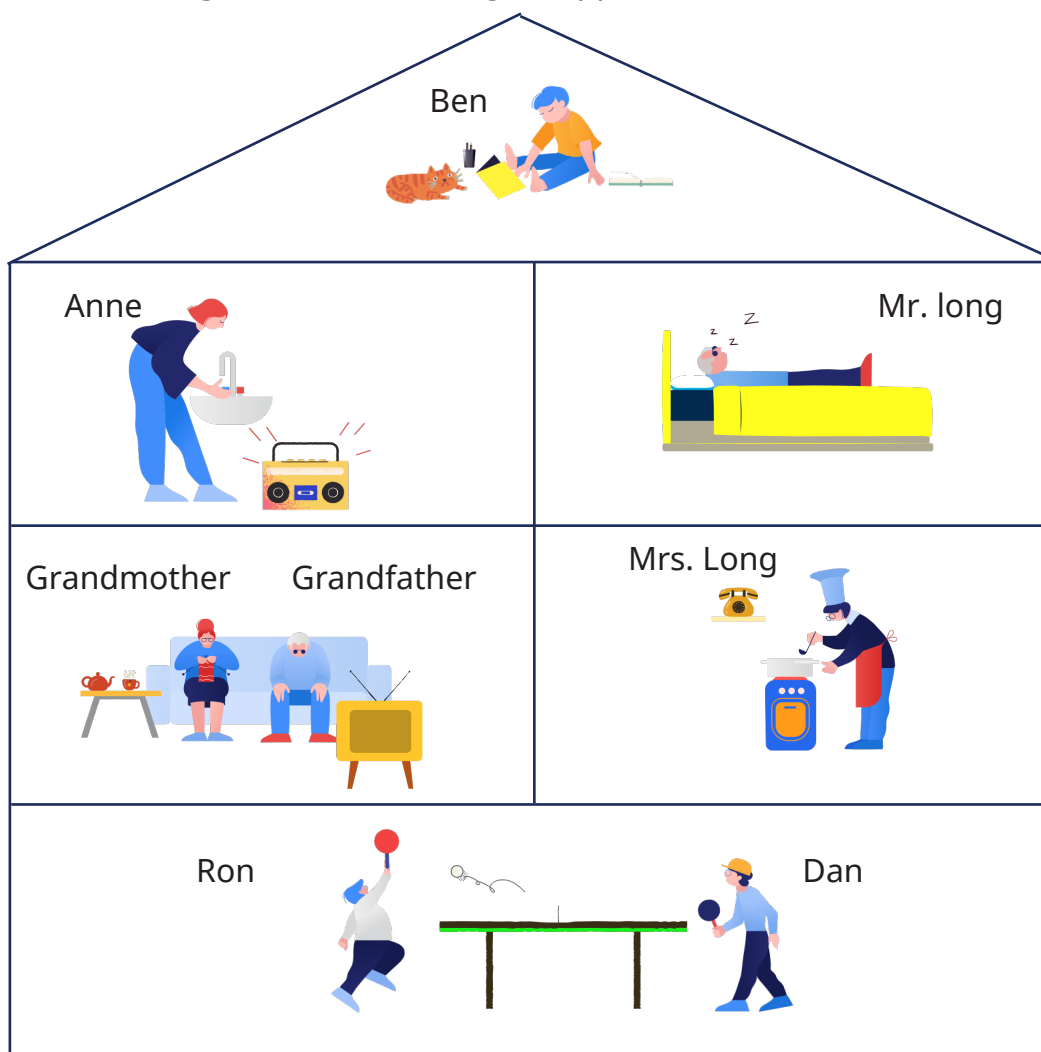 Ben
Anne
Mr. long
Grandmother Grandfather
Mrs. Long
z z z
Ron
Dan